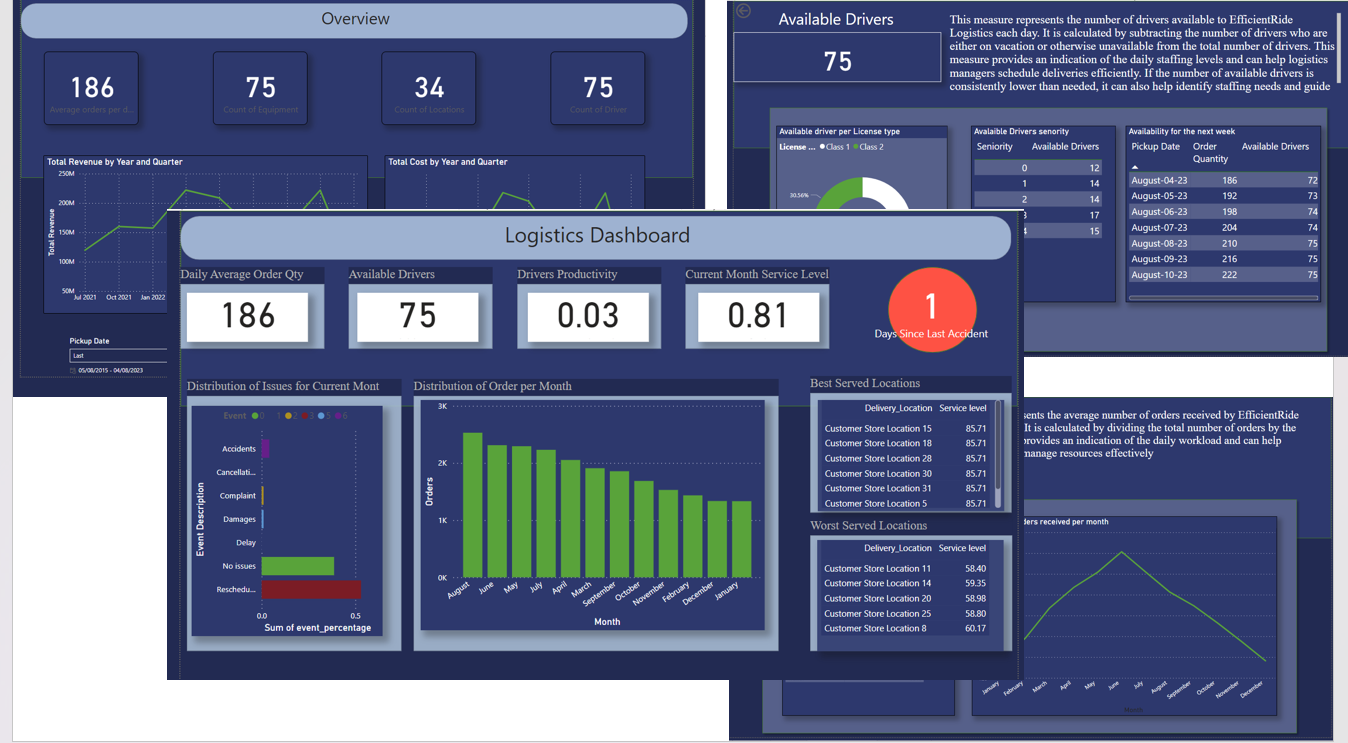 Overview
186
Average orders per d...
75
Count of Equipment
34
Count of Locations
75
Count of Driver
Total Revenue by Year and Quarter
250M
200M
150M
100M
50M
Total Revenue
Jul 2021 Oct 2021 Jan 2022
Total Cost by Year and Quarter
Pickup Date
Last
05/08/2015 - 04/08/2023
Available Drivers
75
This measure represents the number of drivers available to EfficientRide
Logistics each day. It is calculated by subtracting the number of drivers who are
either on vacation or otherwise unavailable from the total number of drivers. This
measure provides an indication of the daily staffing levels and can help logistics
managers schedule deliveries efficiently. If the number of available drivers is
consistently lower than needed, it can also help identify staffing needs and guide
Available driver per License type
License ... Class 1 Class 2
30.56%
Avalaible Drivers senority
Seniority Available Drivers
0 12
1 14
2 14
3 17
4 15
Availability for the next week
Pickup Date Order Quantity Available Drivers
August-04-23 186 72
August-05-23 192 73
August-06-23 198 74
August-07-23 204 74
August-08-23 210 75
August-09-23 216 75
August-10-23 222 75
Logistics Dashboard
Daily Average Order Qty
186
Available Drivers
75
Drivers Productivity
0.03
Current Month Service Level
0.81
1
Days Since Last Accident
Distribution of Issues for Current Mont
Event 0 1 2 3 5 6
Event Description
Accidents
Cancellati...
Complaint
Damages
Delay
No issues
Reschedu...
0.0 0.5
Sum of event_percentage
Distribution of Order per Month
3K
2K
1K
0K
Orders
August June May July April March September October November February December January
Month
Best Served Locations
Delivery_Location Service level
Customer Store Location 15 85.71
Customer Store Location 18 85.71
Customer Store Location 28 85.71
Customer Store Location 30 85.71
Customer Store Location 31 85.71
Customer Store Location 5 85.71
Worst Served Locations
Delivery_Location Service level
Customer Store Location 11 58.40
Customer Store Location 14 59.35
Customer Store Location 20 58.98
Customer Store Location 25 58.80
Customer Store Location 8 60.17
sents the average number of orders received by EfficientRide
It is calculated by dividing the total number of orders by the
provides an indication of the daily workload and can help
manage resources effectively
ders received per month
January February March April May June July August September October November December
Month